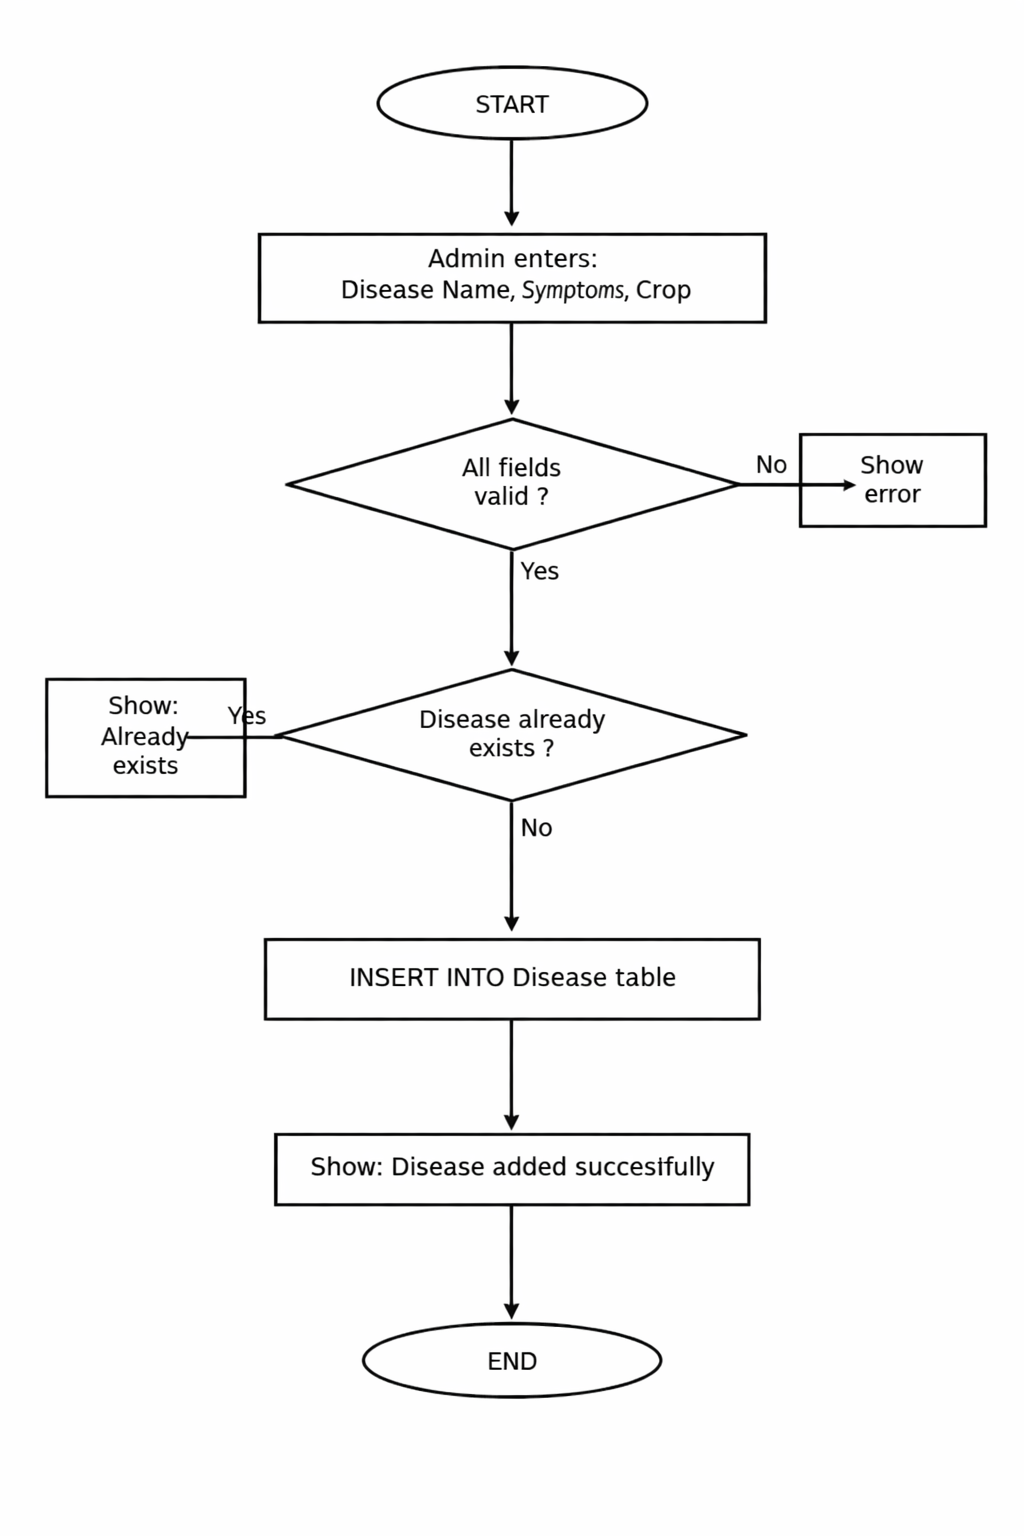 START
Admin enters:
Disease Name, Symptoms, Crop
All fields
valid ?
No
Show
error
Yes
Show:
Already
exists
Yes
Disease already
exists ?
No
INSERT INTO Disease table
Show: Disease added succesifully
END